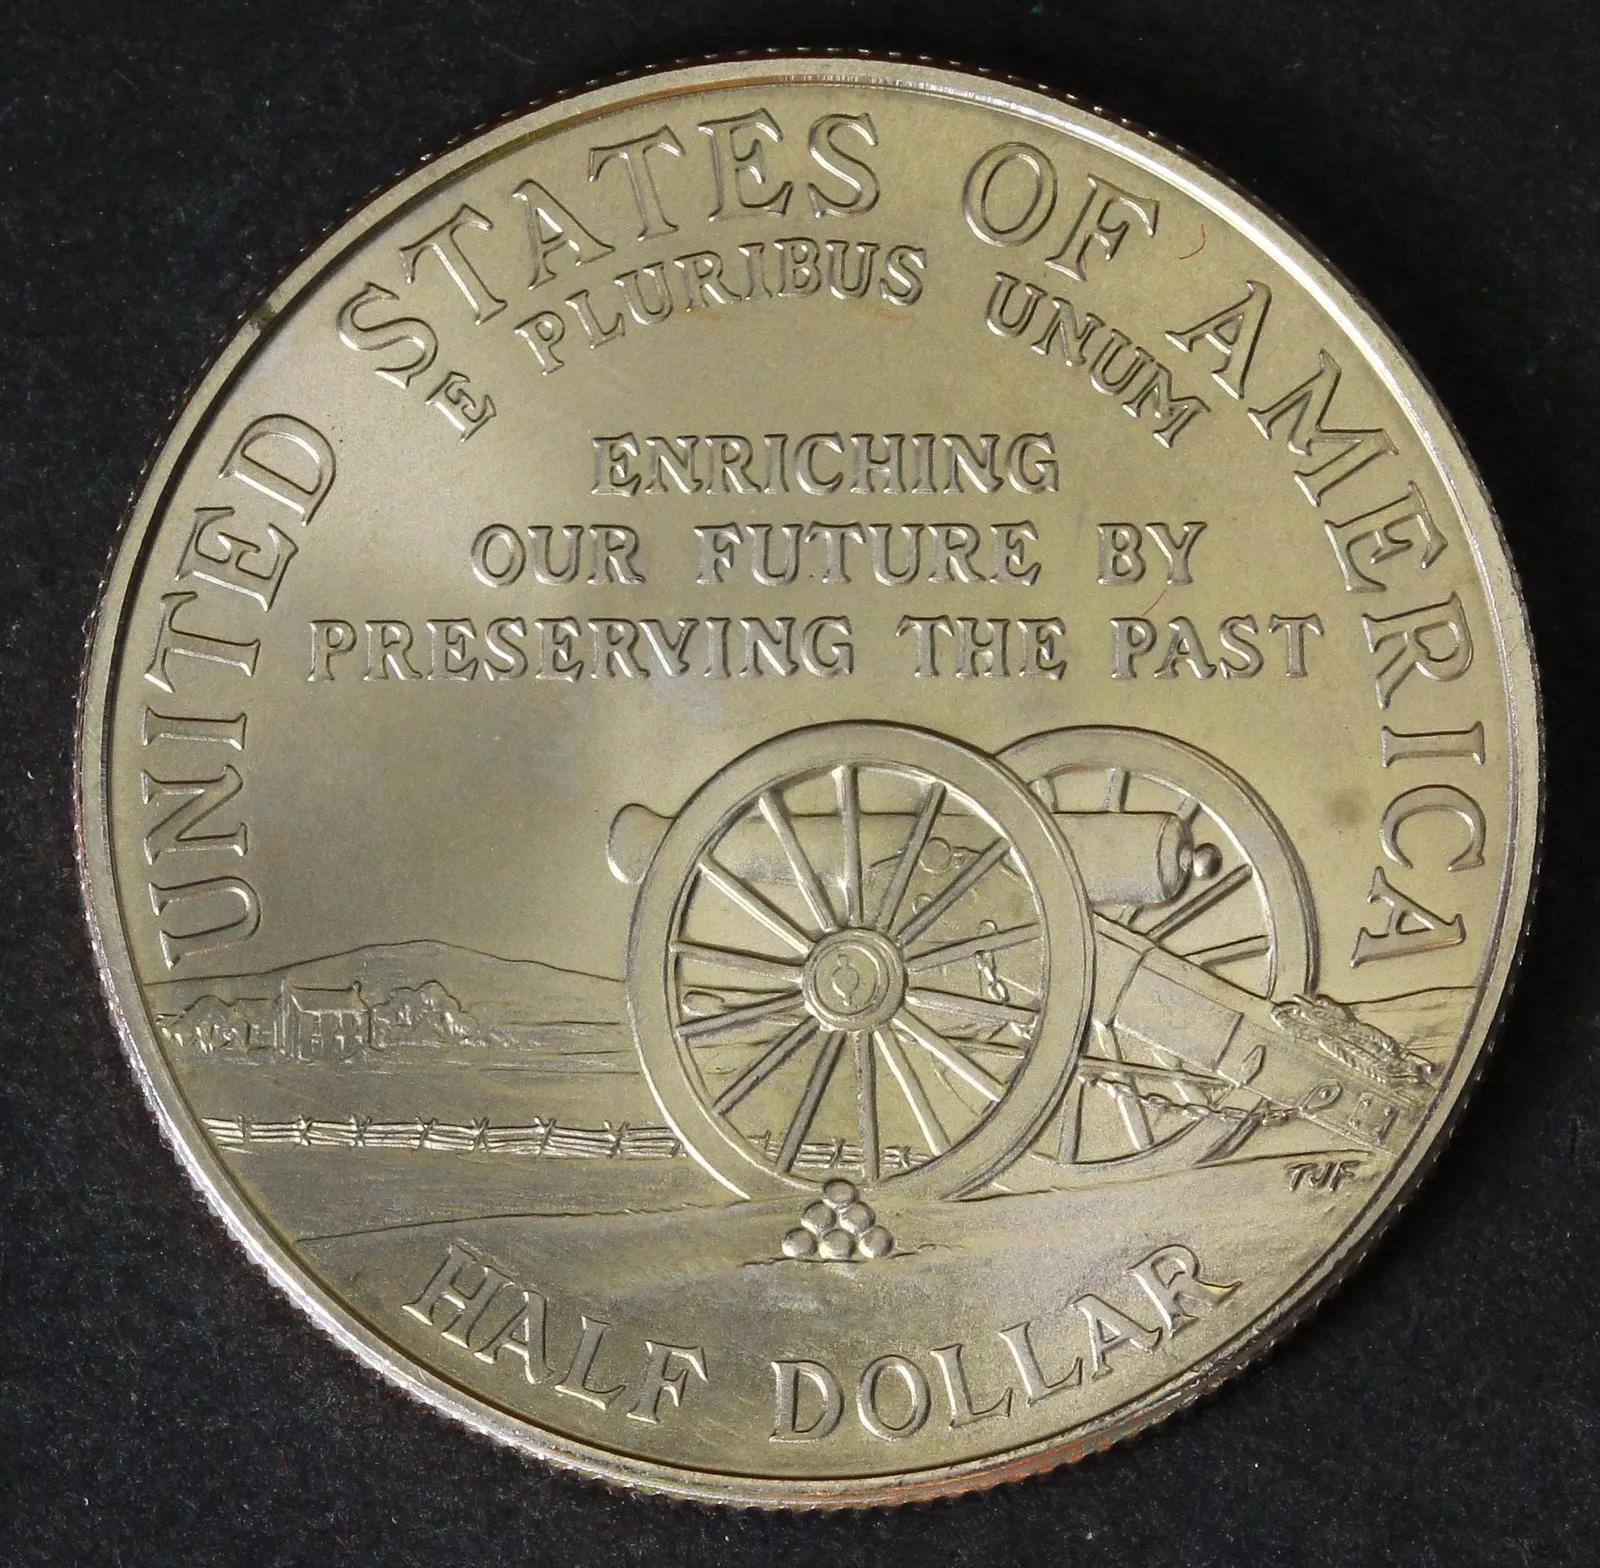 UNITED STATES OF AMERICA
E PLURIBUS UNUM
ENRICHING
OUR FUTURE BY
PRESERVING THE PAST
TJF
HALF DOLLAR